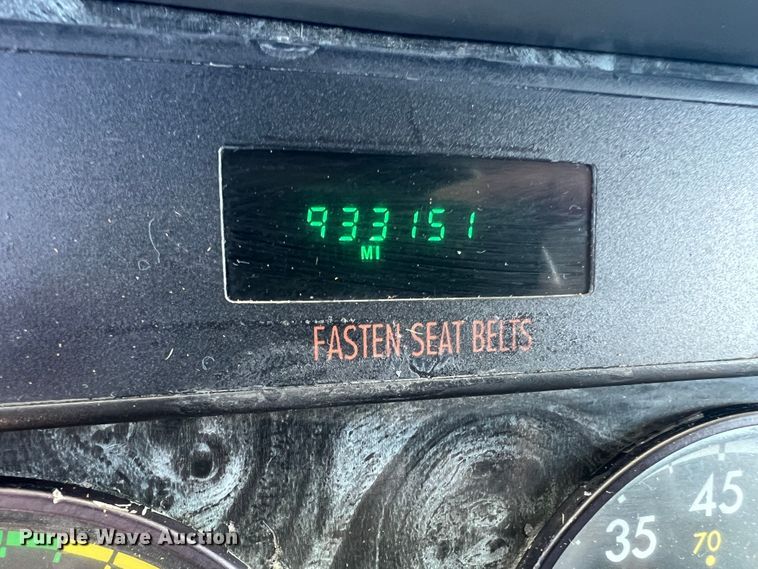 933151
MI
FASTEN SEAT BELTS
45
35
70
Purple Wave Auction